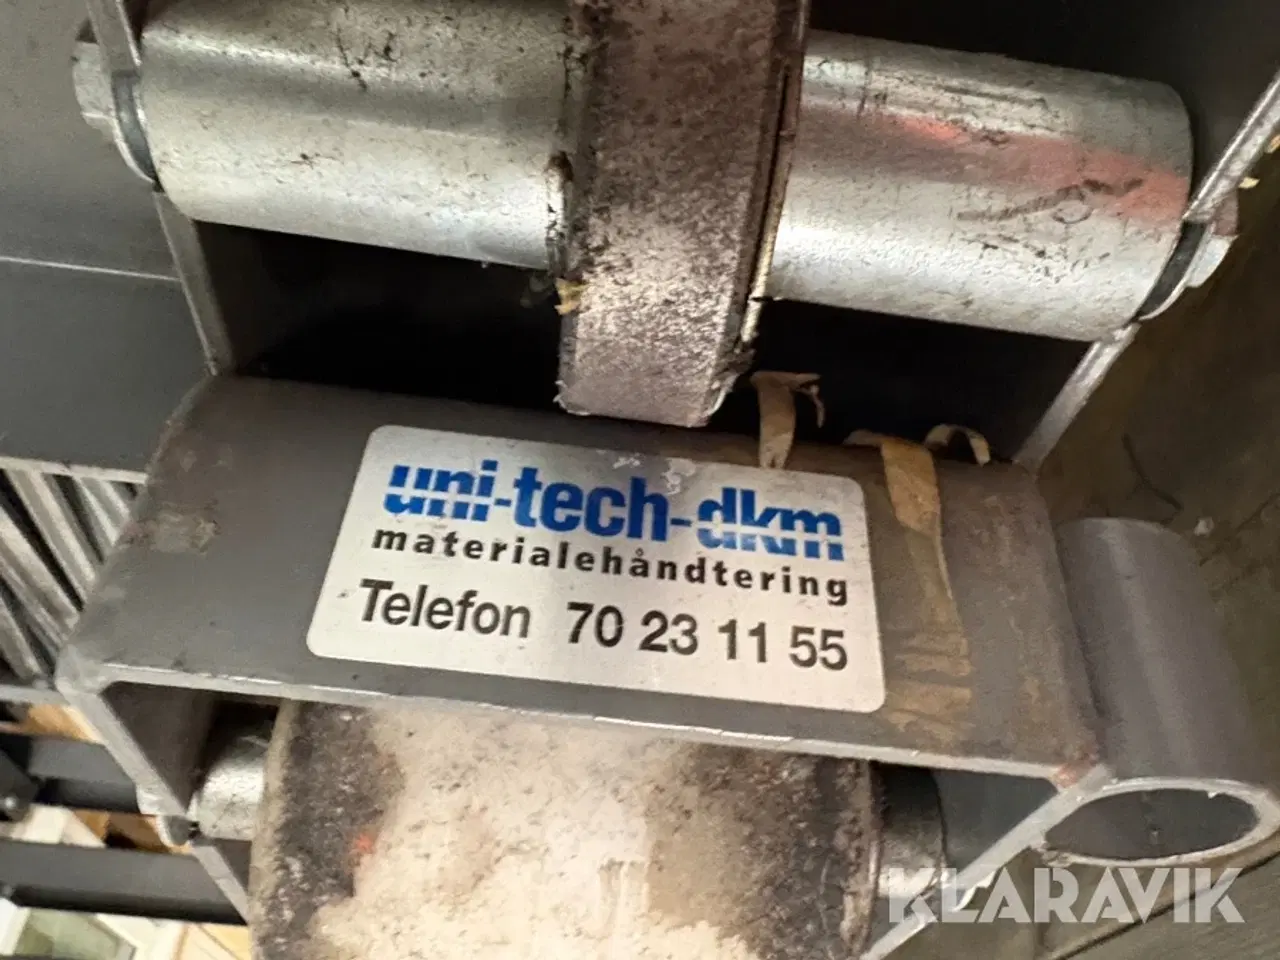 uni-tech-dkm
materialehåndtering
Telefon 70 23 11 55
KLARAVIK